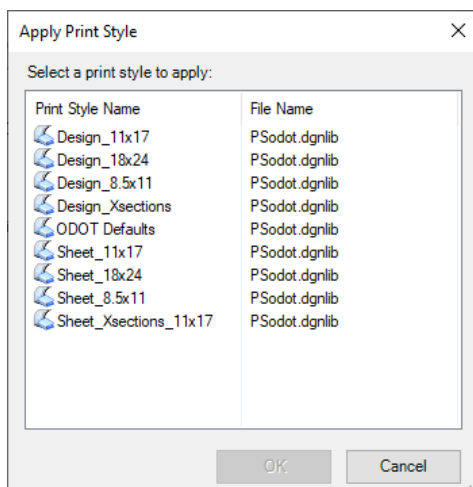 Apply Print Style
Select a print style to apply:
Print Style Name File Name
Design_11x17 PSodot.dgnlib
Design_18x24 PSodot.dgnlib
Design_8.5x11 PSodot.dgnlib
Design_Xsections PSodot.dgnlib
ODOT Defaults PSodot.dgnlib
Sheet_11x17 PSodot.dgnlib
Sheet_18x24 PSodot.dgnlib
Sheet_8.5x11 PSodot.dgnlib
Sheet_Xsections_11x17 PSodot.dgnlib
OK Cancel